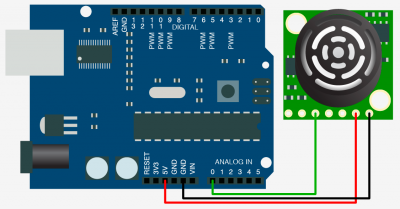 AREF
GND
13
12
11
10
9
8
7
6
5
4
3
2
1
0
PWM
PWM
PWM
PWM
PWM
PWM
DIGITAL
RESET
3V3
5V
GND
GND
VIN
ANALOG IN
0 1 2 3 4 5